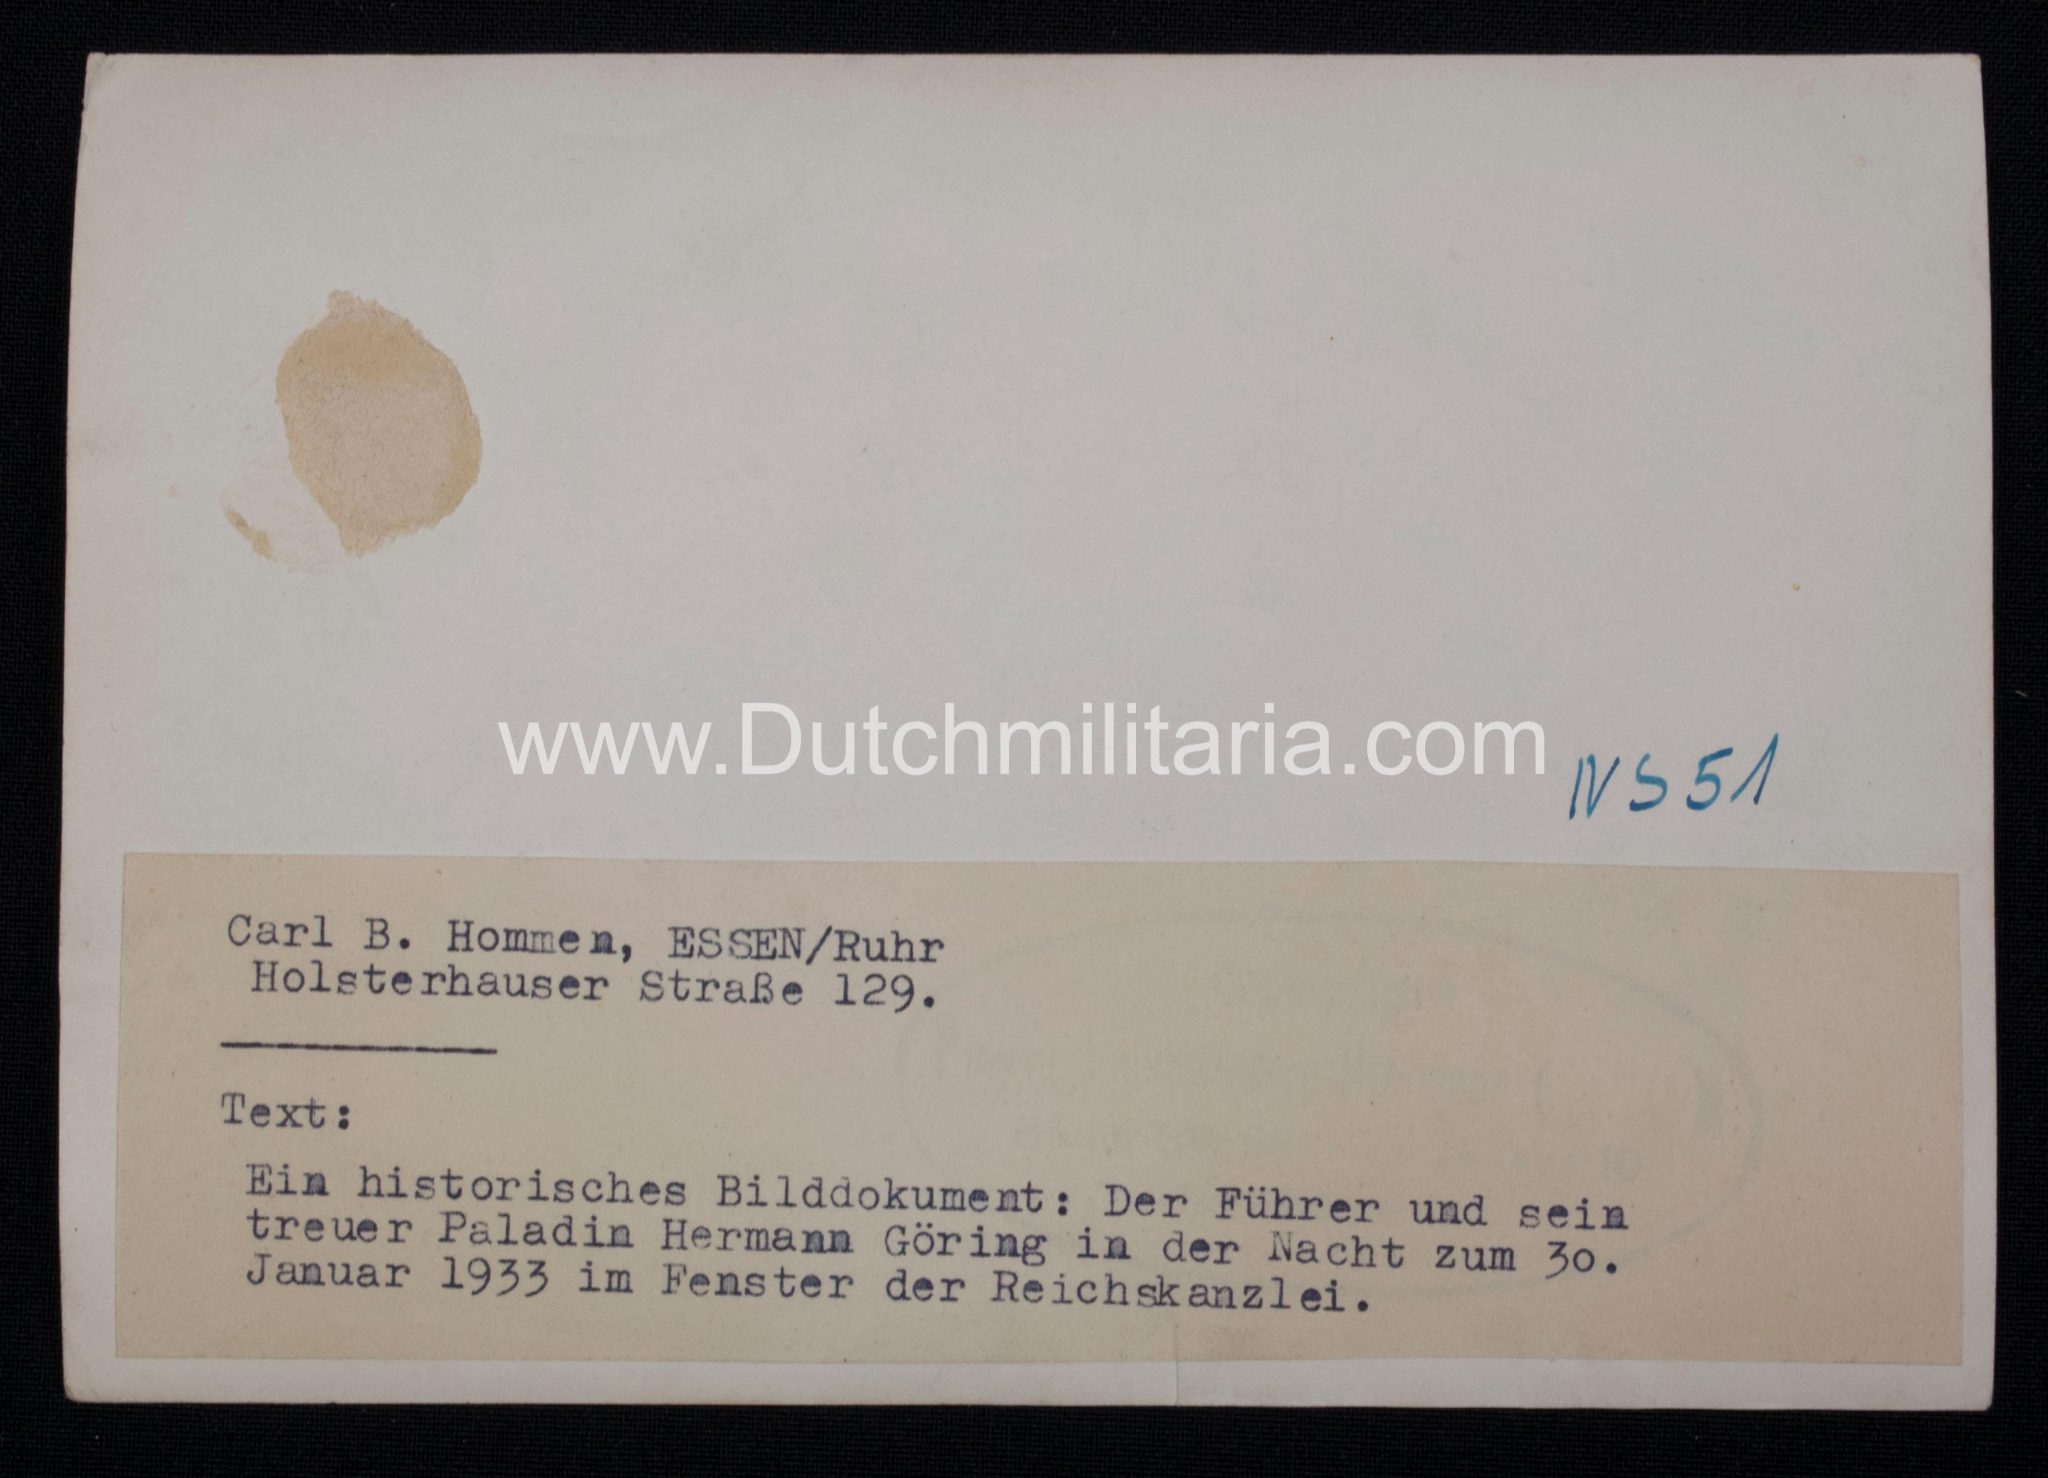 www.Dutchmilitaria.com
NS51
Carl B. Hommen, ESSEN/Ruhr
Holsterhauser Straße 129.
Text:
Ein historisches Bilddokument: Der Führer und sein
treuer Paladin Hermann Göring in der Nacht zum 30.
Januar 1933 im Fenster der Reichskanzlei.